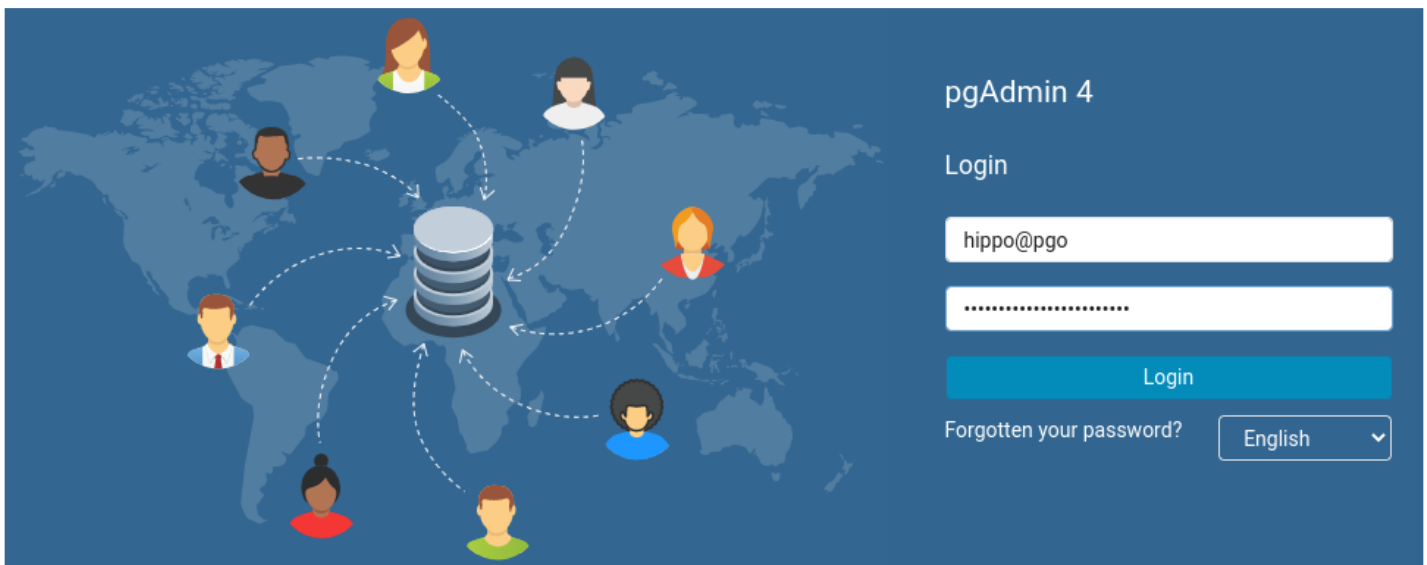 pgAdmin 4
Login
hippo@pgo
••••••••••••••••••••••••
Login
Forgotten your password?
English